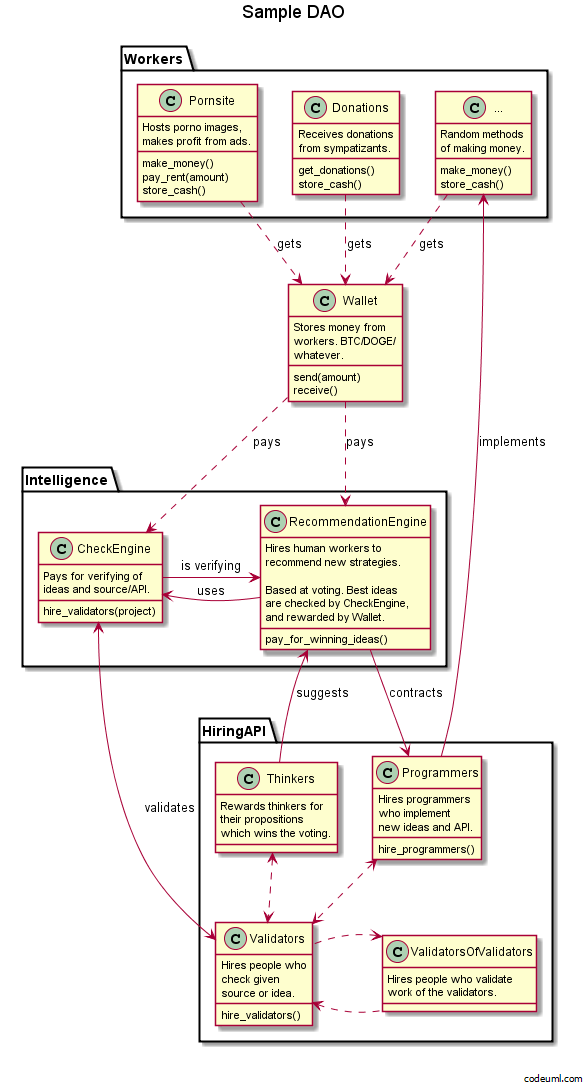 Sample DAO
Workers
C Pornsite
Hosts porno images,
makes profit from ads.
make_money()
pay_rent(amount)
store_cash()
C Donations
Receives donations
from sympatizants.
get_donations()
store_cash()
C ...
Random methods
of making money.
make_money()
store_cash()
gets
gets
gets
C Wallet
Stores money from
workers. BTC/DOGE/
whatever.
send(amount)
receive()
pays
pays
implements
Intelligence
C CheckEngine
Pays for verifying of
ideas and source/API.
hire_validators(project)
is verifying
uses
C RecommendationEngine
Hires human workers to
recommend new strategies.
Based at voting. Best ideas
are checked by CheckEngine,
and rewarded by Wallet.
pay_for_winning_ideas()
suggests
contracts
validates
HiringAPI
C Thinkers
Rewards thinkers for
their propositions
which wins the voting.
C Programmers
Hires programmers
who implement
new ideas and API.
hire_programmers()
C Validators
Hires people who
check given
source or idea.
hire_validators()
C ValidatorsOfValidators
Hires people who validate
work of the validators.
codeuml.com